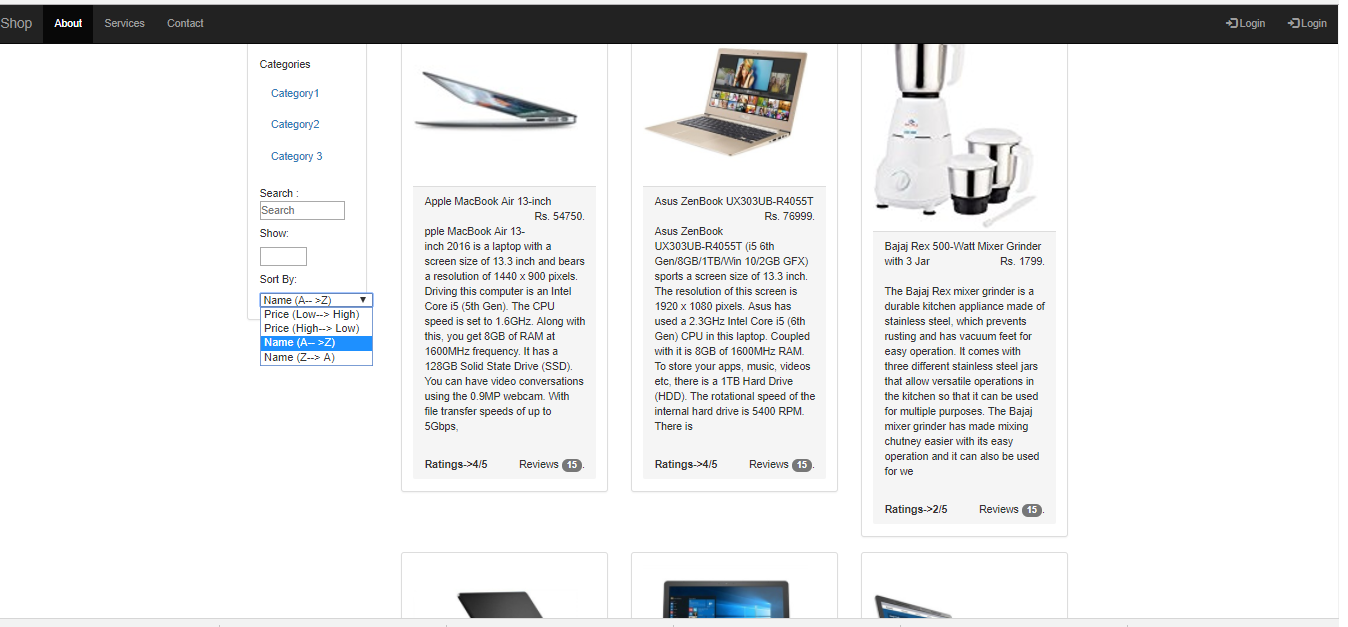 Shop About Services Contact Login Login
Categories
Category1
Category2
Category 3
Search :
Search
Show:
Sort By:
Name (A-- >Z)
Price (Low--> High)
Price (High--> Low)
Name (A-- >Z)
Name (Z--> A)
Apple MacBook Air 13-inch
Rs. 54750.
pple MacBook Air 13-
inch 2016 is a laptop with a
screen size of 13.3 inch and bears
a resolution of 1440 x 900 pixels.
Driving this computer is an Intel
Core i5 (5th Gen). The CPU
speed is set to 1.6GHz. Along with
this, you get 8GB of RAM at
1600MHz frequency. It has a
128GB Solid State Drive (SSD).
You can have video conversations
using the 0.9MP webcam. With
file transfer speeds of up to
5Gbps,
Ratings->4/5 Reviews 15.
Asus ZenBook UX303UB-R4055T
Rs. 76999.
Asus ZenBook
UX303UB-R4055T (i5 6th
Gen/8GB/1TB/Win 10/2GB GFX)
sports a screen size of 13.3 inch.
The resolution of this screen is
1920 x 1080 pixels. Asus has
used a 2.3GHz Intel Core i5 (6th
Gen) CPU in this laptop. Coupled
with it is 8GB of 1600MHz RAM.
To store your apps, music, videos
etc, there is a 1TB Hard Drive
(HDD). The rotational speed of the
internal hard drive is 5400 RPM.
There is
Ratings->4/5 Reviews 15.
Bajaj Rex 500-Watt Mixer Grinder
with 3 Jar Rs. 1799.
The Bajaj Rex mixer grinder is a
durable kitchen appliance made of
stainless steel, which prevents
rusting and has vacuum feet for
easy operation. It comes with
three different stainless steel jars
that allow versatile operations in
the kitchen so that it can be used
for multiple purposes. The Bajaj
mixer grinder has made mixing
chutney easier with its easy
operation and it can also be used
for we
Ratings->2/5 Reviews 15.